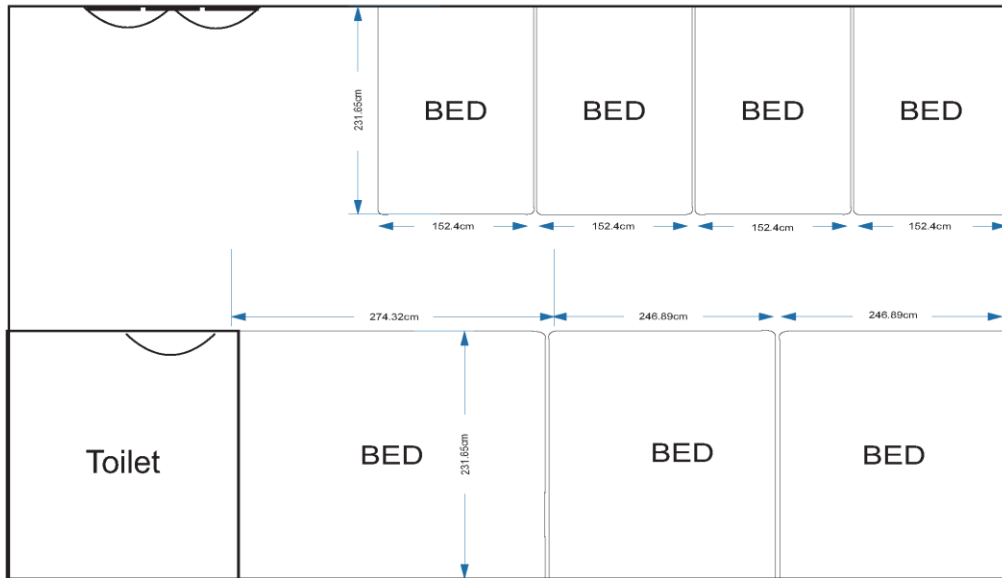 BED
BED
BED
BED
231.65cm
152.4cm
152.4cm
152.4cm
152.4cm
274.32cm
246.89cm
246.89cm
Toilet
BED
231.65cm
BED
BED